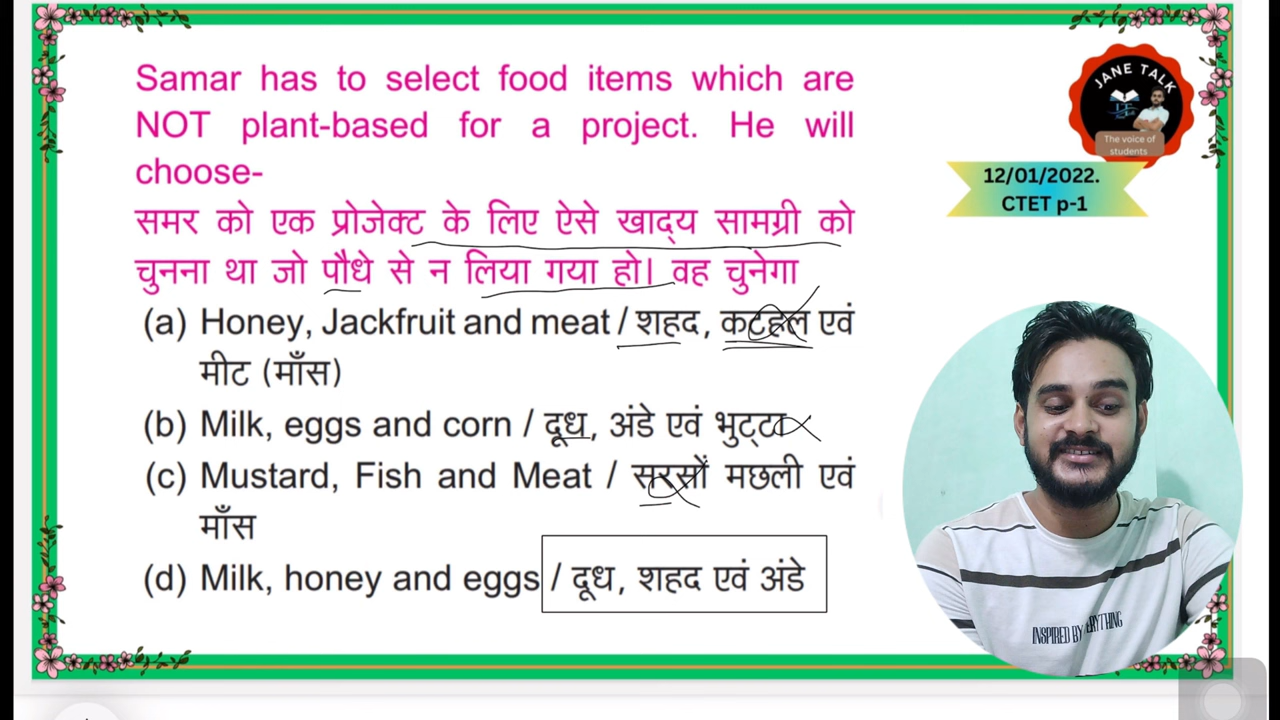 Samar has to select food items which are
NOT plant-based for a project. He will
choose-
समर को एक प्रोजेक्ट के लिए ऐसे खाद्य सामग्री को
चुनना था जो पौधे से न लिया गया हो। वह चुनेगा
(a) Honey, Jackfruit and meat / शहद, कटहल एवं
मीट (माँस)
(b) Milk, eggs and corn / दूध, अंडे एवं भुट्टा
(c) Mustard, Fish and Meat / सरसों मछली एवं
माँस
(d) Milk, honey and eggs / दूध, शहद एवं अंडे
JANE TALK
The voice of
students
12/01/2022.
CTET p-1
INSPIRED BY